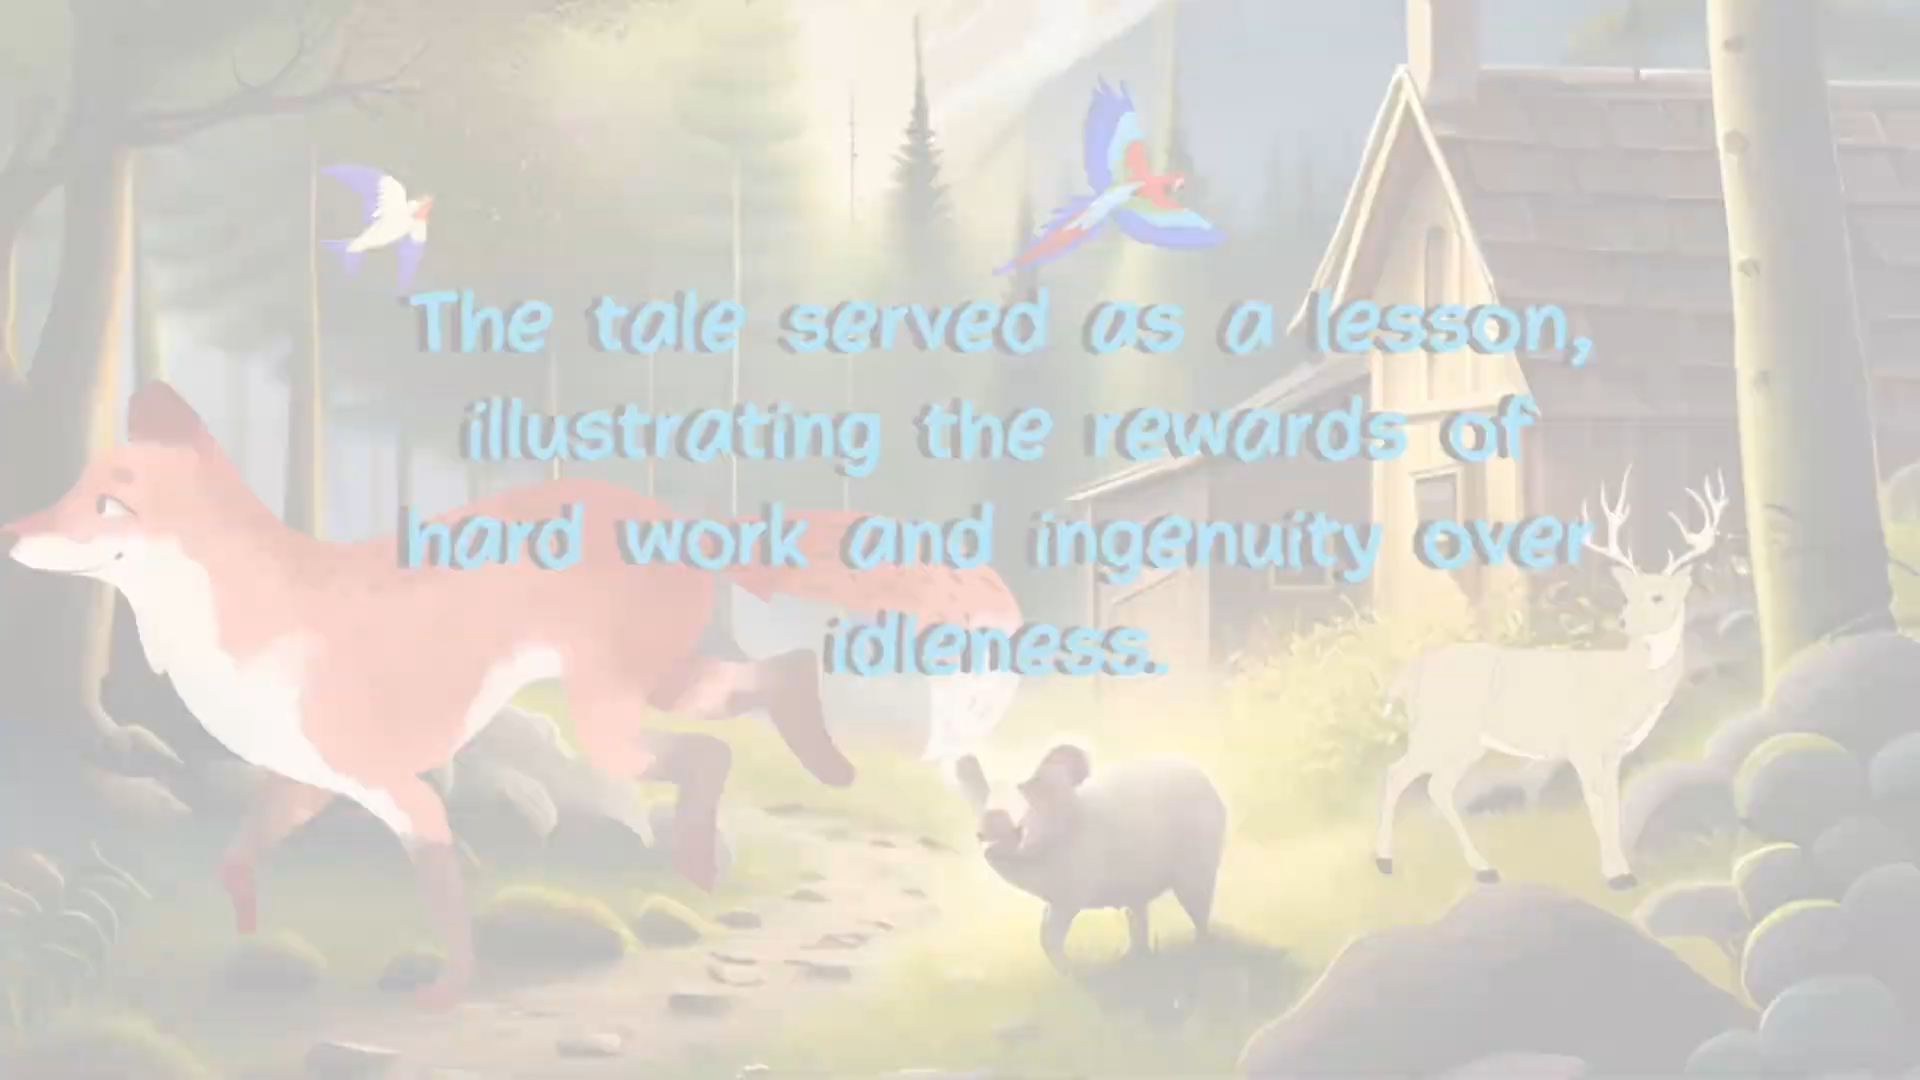 The tale served as a lesson,
illustrating the rewards of
hard work and ingenuity over
idleness.